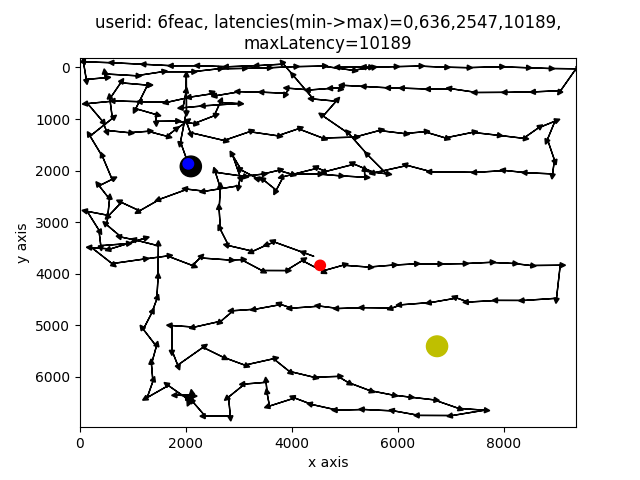 userid: 6feac, latencies(min->max)=0,636,2547,10189,
maxLatency=10189
0
1000
2000
3000
4000
5000
6000
y axis
0 2000 4000 6000 8000
x axis